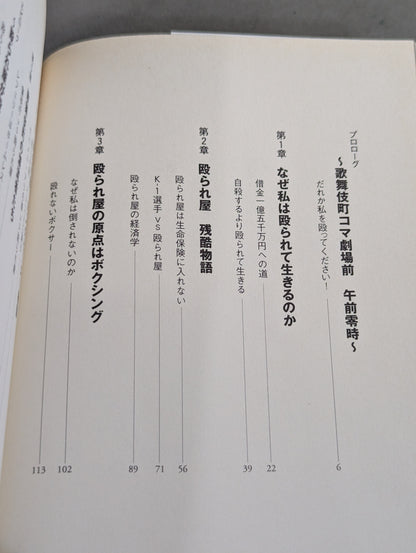 プロローグ
〜歌舞伎町コマ劇場前　午前零時〜
だれか私を殴ってください！ 6
第1章　なぜ私は殴られて生きるのか
借金一億五千万円への道 22
自殺するより殴られて生きる 39
第2章　殴られ屋　残酷物語
殴られ屋は生命保険に入れない 56
K-1選手vs殴られ屋 71
殴られ屋の経済学 89
第3章　殴られ屋の原点はボクシング
なぜ私は倒されないのか 102
殴れないボクサー 113